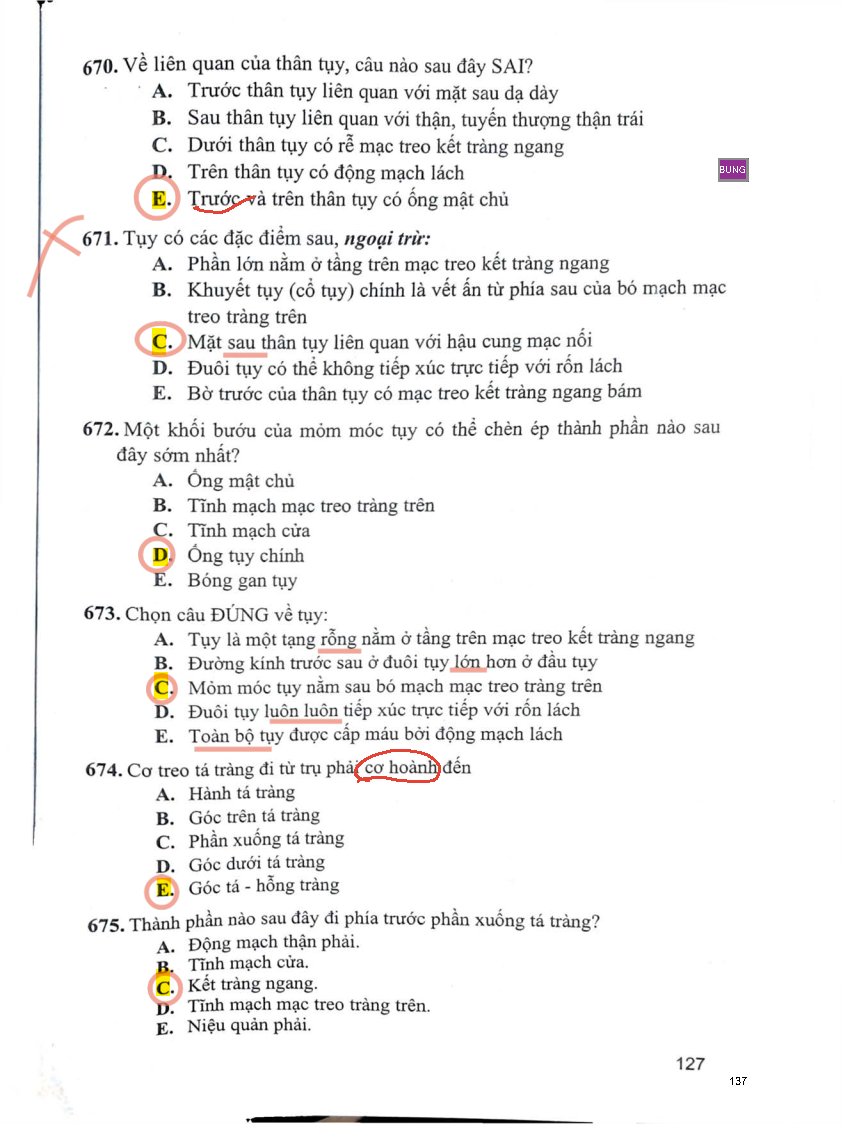 670. Về liên quan của thân tụy, câu nào sau đây SAI?
A. Trước thân tụy liên quan với mặt sau dạ dày
B. Sau thân tụy liên quan với thận, tuyến thượng thận trái
C. Dưới thân tụy có rễ mạc treo kết tràng ngang
D. Trên thân tụy có động mạch lách
BUNG
E. Trước và trên thân tụy có ống mật chủ
671. Tụy có các đặc điểm sau, ngoại trừ:
A. Phần lớn nằm ở tầng trên mạc treo kết tràng ngang
B. Khuyết tụy (cổ tụy) chính là vết ấn từ phía sau của bó mạch mạc
treo tràng trên
C. Mặt sau thân tụy liên quan với hậu cung mạc nối
D. Đuôi tụy có thể không tiếp xúc trực tiếp với rốn lách
E. Bờ trước của thân tụy có mạc treo kết tràng ngang bám
672. Một khối bướu của mỏm móc tụy có thể chèn ép thành phần nào sau
đây sớm nhất?
A. Ống mật chủ
B. Tĩnh mạch mạc treo tràng trên
C. Tĩnh mạch cửa
D. Ống tụy chính
E. Bóng gan tụy
673. Chọn câu ĐÚNG về tụy:
A. Tụy là một tạng rỗng nằm ở tầng trên mạc treo kết tràng ngang
B. Đường kính trước sau ở đuôi tụy lớn hơn ở đầu tụy
C. Mỏm móc tụy nằm sau bó mạch mạc treo tràng trên
D. Đuôi tụy luôn luôn tiếp xúc trực tiếp với rốn lách
E. Toàn bộ tụy được cấp máu bởi động mạch lách
674. Cơ treo tá tràng đi từ trụ phải cơ hoành đến
A. Hành tá tràng
B. Góc trên tá tràng
C. Phần xuống tá tràng
D. Góc dưới tá tràng
E. Góc tá - hỗng tràng
675. Thành phần nào sau đây đi phía trước phần xuống tá tràng?
A. Động mạch thận phải.
B. Tĩnh mạch cửa.
C. Kết tràng ngang.
D. Tĩnh mạch mạc treo tràng trên.
E. Niệu quản phải.
127
137